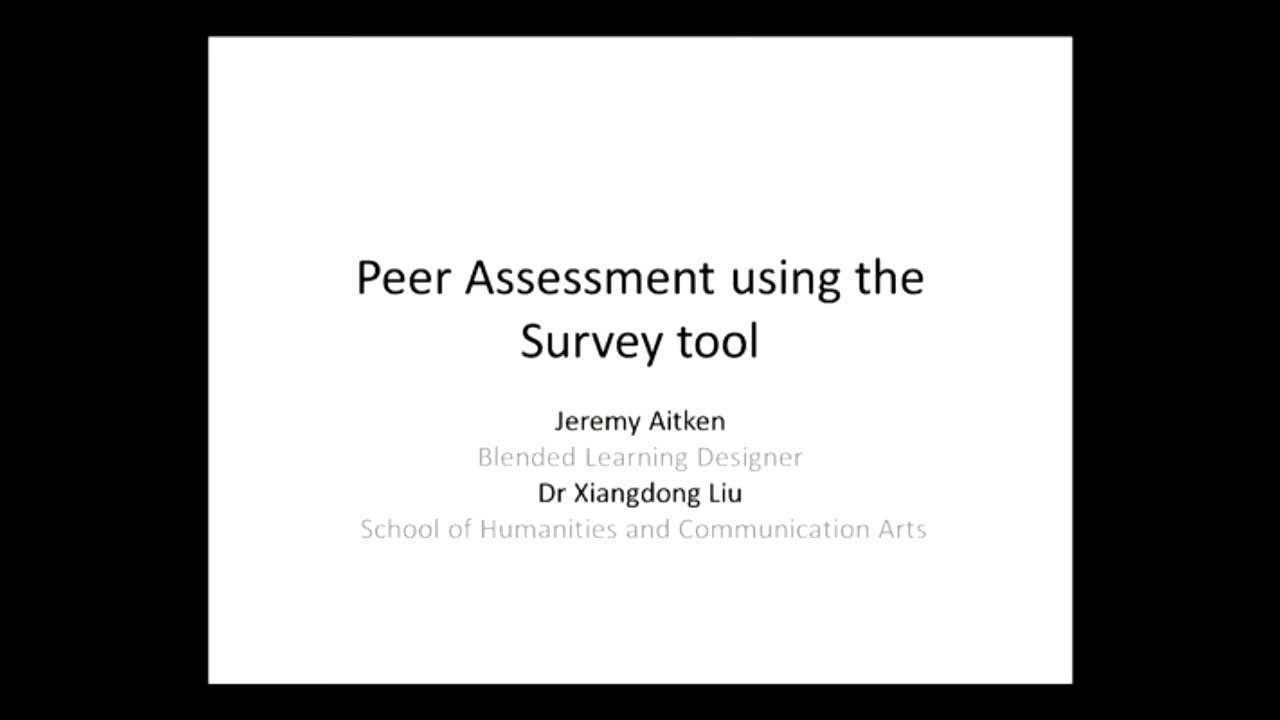 Peer Assessment using the
Survey tool
Jeremy Aitken
Blended Learning Designer
Dr Xiangdong Liu
School of Humanities and Communication Arts